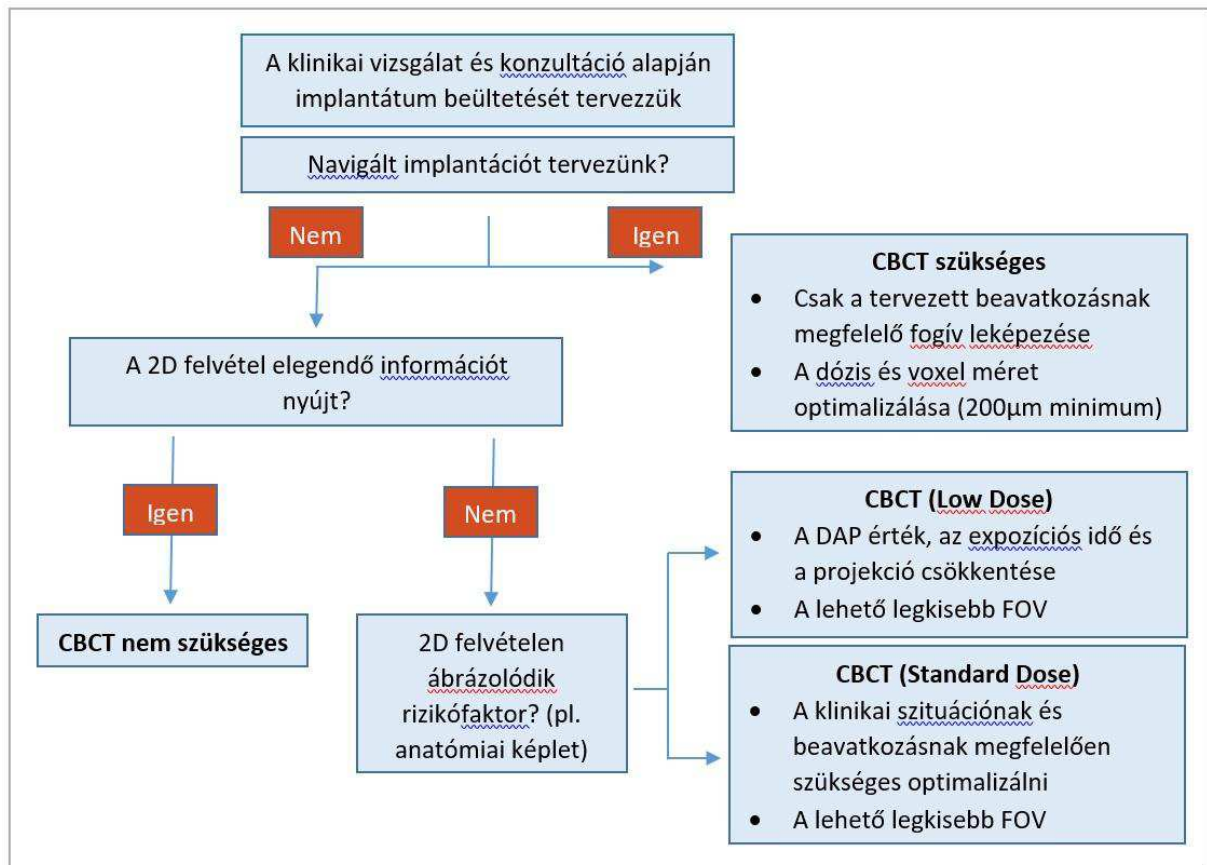 A klinikai vizsgálat és konzultáció alapján
implantátum beültetését tervezzük
Navigált implantációt tervezünk?
Nem
Igen
CBCT szükséges
• Csak a tervezett beavatkozásnak
megfelelő fogív leképezése
• A dózis és voxel méret
optimalizálása (200µm minimum)
A 2D felvétel elegendő információt
nyújt?
Igen
Nem
CBCT nem szükséges
2D felvételen
ábrázolódik
rizikófaktor? (pl.
anatómiai képlet)
CBCT (Low Dose)
• A DAP érték, az expozíciós idő és
a projekció csökkentése
• A lehető legkisebb FOV
CBCT (Standard Dose)
• A klinikai szituációnak és
beavatkozásnak megfelelően
szükséges optimalizálni
• A lehető legkisebb FOV